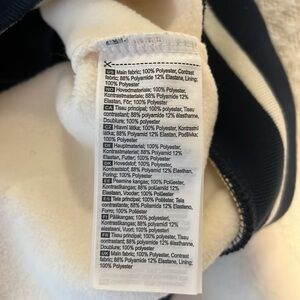 US Main fabric; 100% Polyester, Contrast
fabric; 88% Polyamide 12% Elastane, Lining;
100% Polyester
NO Hovedmateriale; 100% Polyester,
Kontrastmateriale; 88% Polyamid 12%
Elastan, Fôr; 100% Polyester
CA Tissu principal; 100% polyester, Tissu
contrastant; 88% polyamide 12% élasthanne,
Doublure; 100% polyester
CZ Hlavní látka; 100% Polyester, Kontrastní
látka; 88% Polyamid 12% Elastan, Podšívka;
100% Polyester
DE Hauptmaterial; 100% Polyester,
Kontrastmaterial; 88% Polyamid 12%
Elastan, Futter; 100% Polyester
DK Hovedstof; 100% Polyester,
Kontraststof; 88% Polyamid 12% Elastan,
Foer; 100% Polyester
EE Peamine kangas; 100% Polüester,
Kontrastkangas; 88% Polüamiid 12%
Elastaan, Vooder; 100% Polüester
ES Tela principal; 100% Poliéster, Tela
contrastante; 88% Poliamida 12% Elastano,
Forro; 100% Poliéster
FI Pääkangas; 100% Polyesteri,
Kontrastikangas; 88% Polyamidi 12%
elastaani, Vuori; 100% Polyesteri
FR Tissu principal; 100% Polyester, Tissu
contrastant; 88% Polyamide 12% Élasthanne,
Doublure; 100% Polyester
UK Main fabric; 100% Polyester, Contrast
fabric; 88% Polyamide 12% Elastane, Lining;
100% Polyester